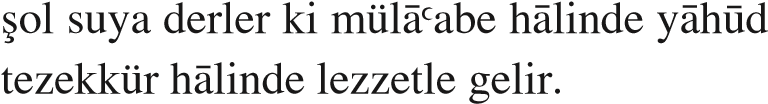 şol suya derler ki mülāᶜabe hālinde yāhūd
tezekkür hālinde lezzetle gelir.